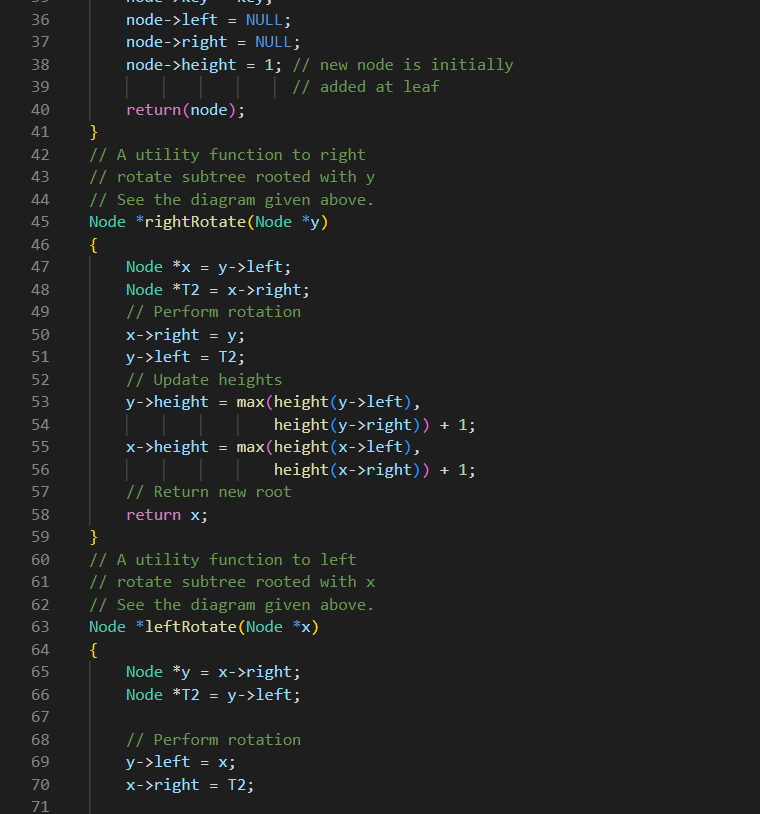 36 node->left = NULL;
37 node->right = NULL;
38 node->height = 1; // new node is initially
39 // added at leaf
40 return(node);
41 }
42 // A utility function to right
43 // rotate subtree rooted with y
44 // See the diagram given above.
45 Node *rightRotate(Node *y)
46 {
47 Node *x = y->left;
48 Node *T2 = x->right;
49 // Perform rotation
50 x->right = y;
51 y->left = T2;
52 // Update heights
53 y->height = max(height(y->left),
54 height(y->right)) + 1;
55 x->height = max(height(x->left),
56 height(x->right)) + 1;
57 // Return new root
58 return x;
59 }
60 // A utility function to left
61 // rotate subtree rooted with x
62 // See the diagram given above.
63 Node *leftRotate(Node *x)
64 {
65 Node *y = x->right;
66 Node *T2 = y->left;
67
68 // Perform rotation
69 y->left = x;
70 x->right = T2;
71